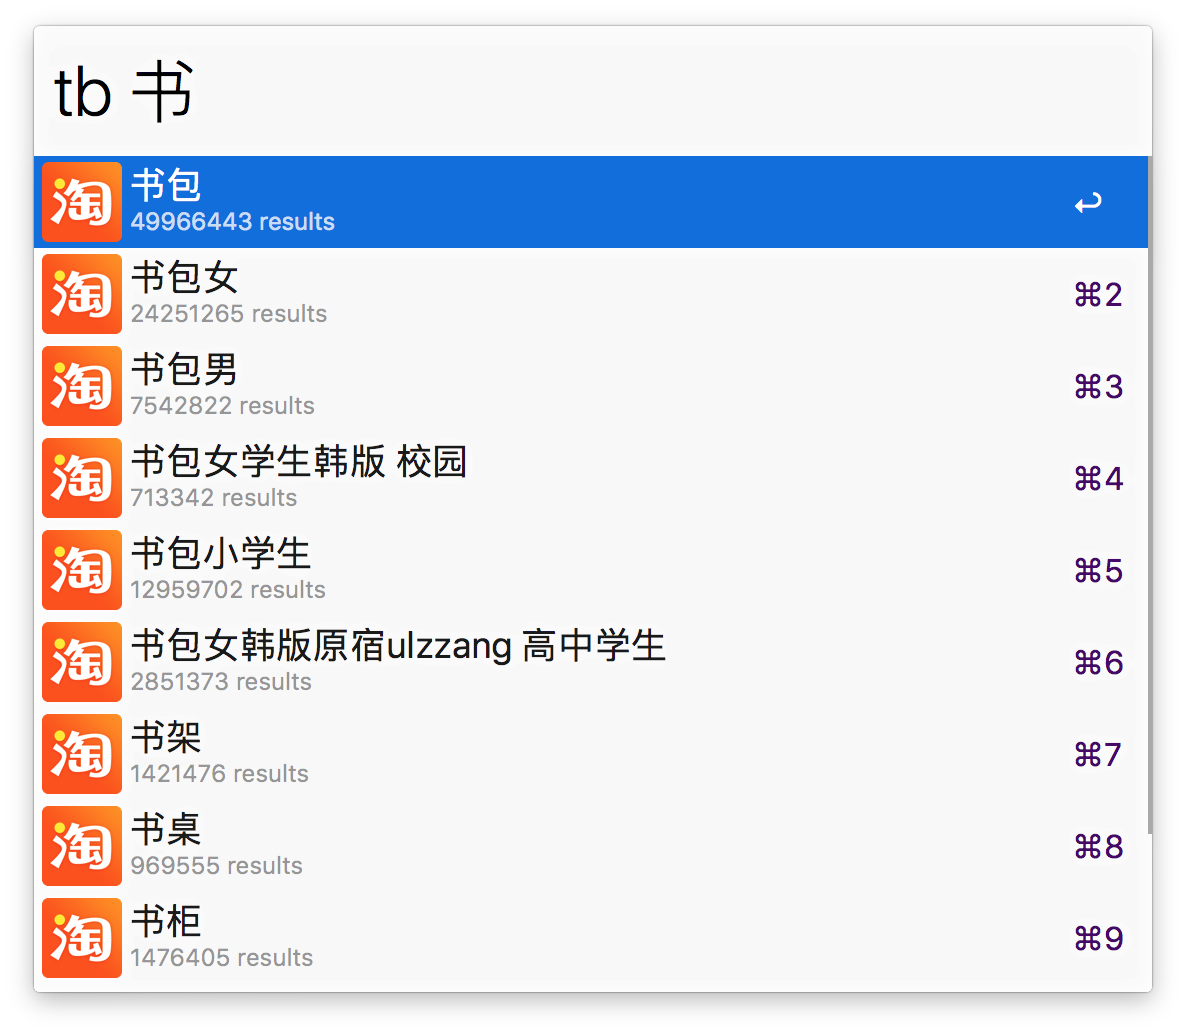 tb 书
淘
书包
49966443 results
↩
淘
书包女
24251265 results
⌘2
淘
书包男
7542822 results
⌘3
淘
书包女学生韩版 校园
713342 results
⌘4
淘
书包小学生
12959702 results
⌘5
淘
书包女韩版原宿ulzzang 高中学生
2851373 results
⌘6
淘
书架
1421476 results
⌘7
淘
书桌
969555 results
⌘8
淘
书柜
1476405 results
⌘9